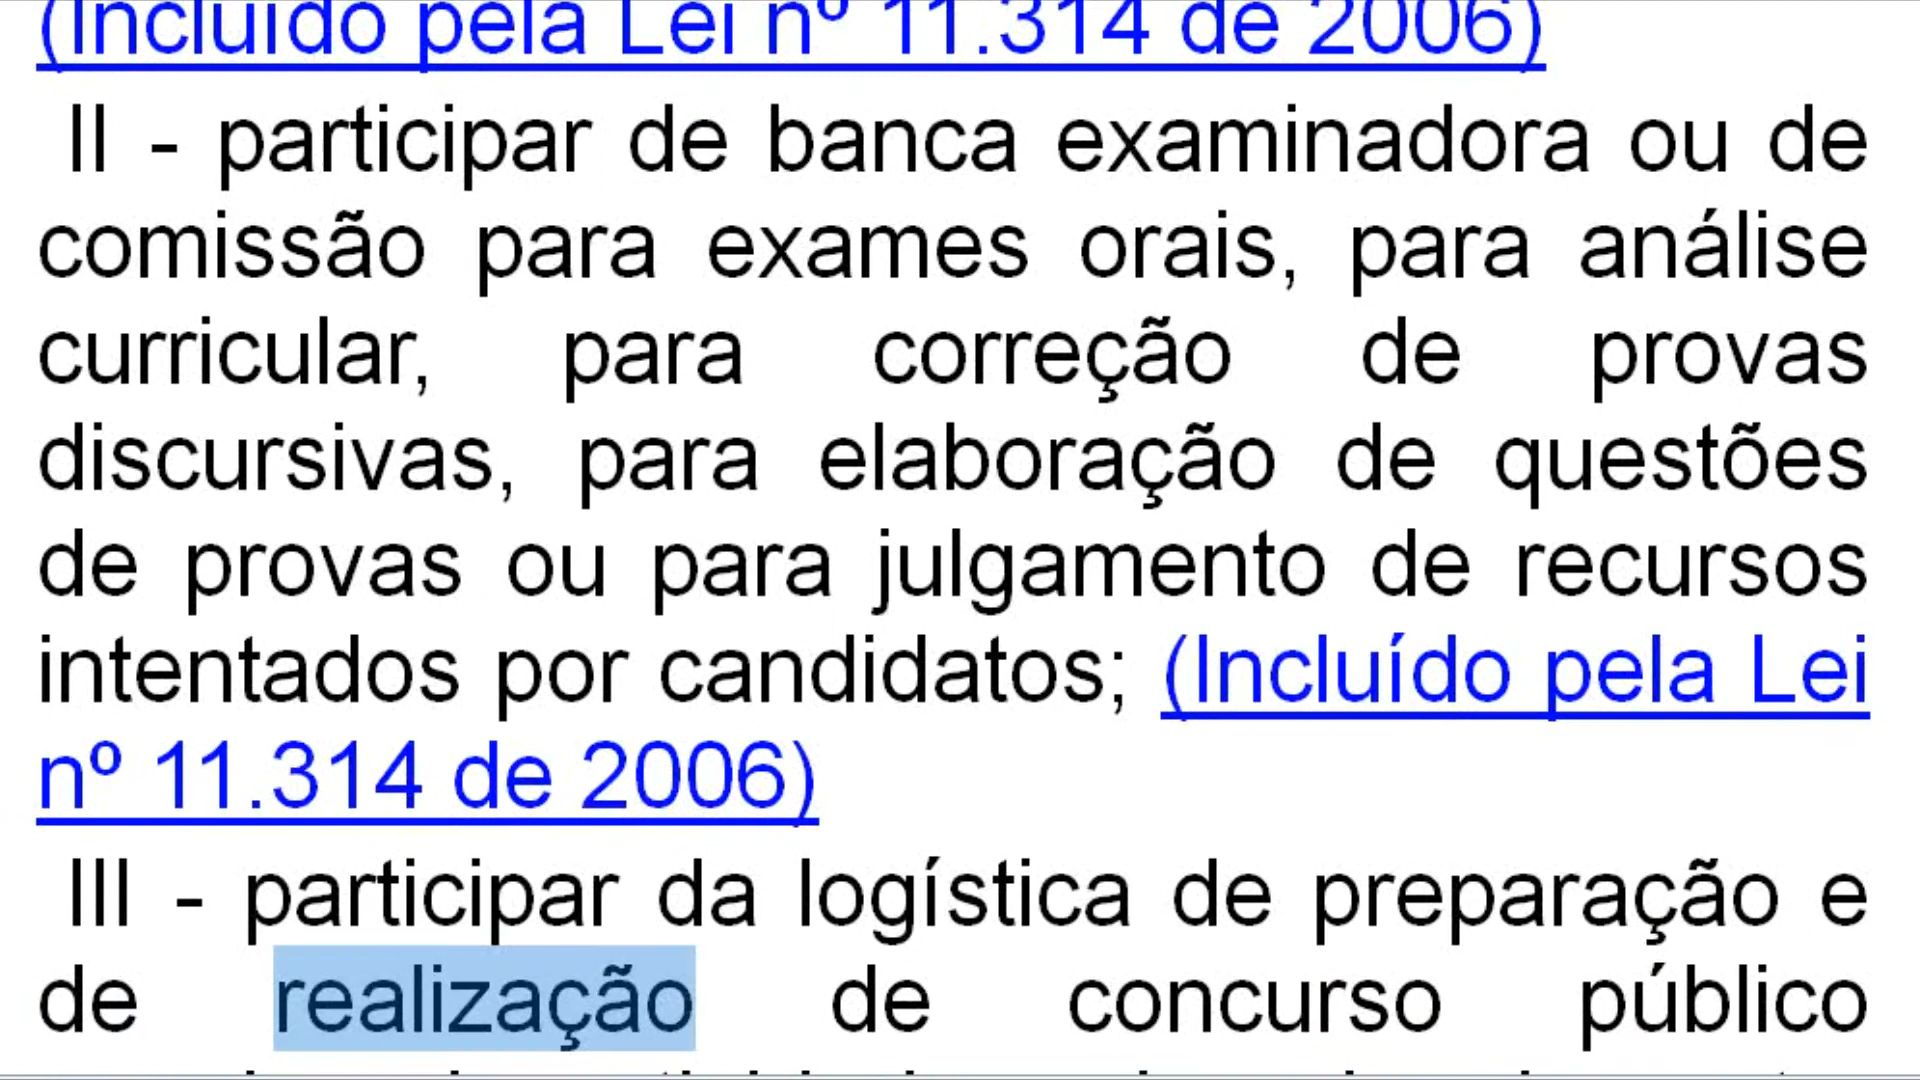 (Incluído pela Lei nº 11.314 de 2006)
II - participar de banca examinadora ou de
comissão para exames orais, para análise
curricular, para correção de provas
discursivas, para elaboração de questões
de provas ou para julgamento de recursos
intentados por candidatos; (Incluído pela Lei
nº 11.314 de 2006)
III - participar da logística de preparação e
de realização de concurso público